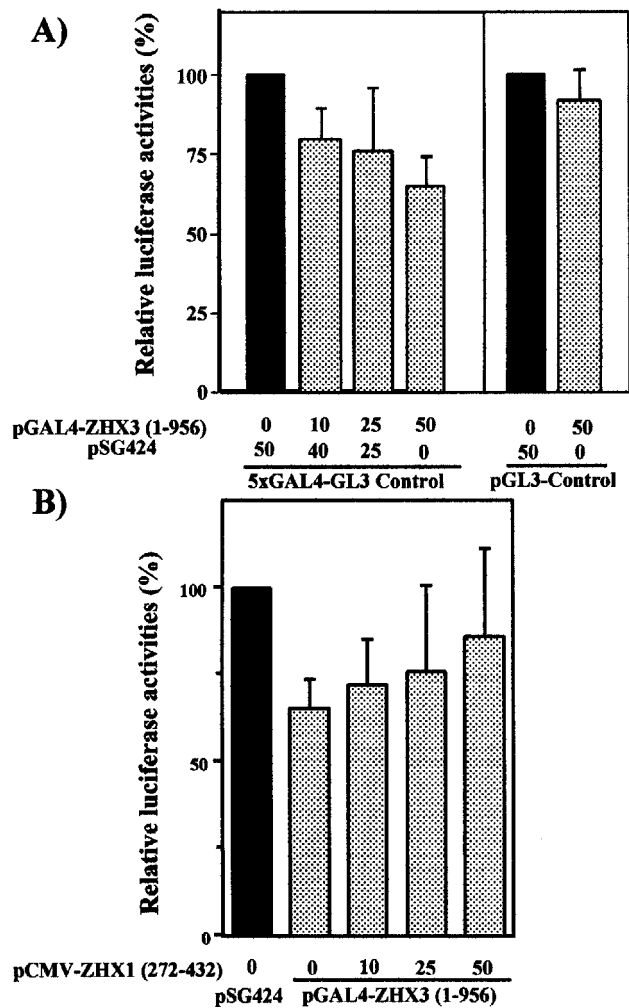 A)
Relative luciferase activities (%)
100
75
50
25
0
pGAL4-ZHX3 (1-956) 0 10 25 50 0 50
pSG424 50 40 25 0 50 0
5xGAL4-GL3 Control pGL3-Control
B)
Relative luciferase activities (%)
100
50
0
pCMV-ZHX1 (272-432) 0 0 10 25 50
pSG424 pGAL4-ZHX3 (1-956)